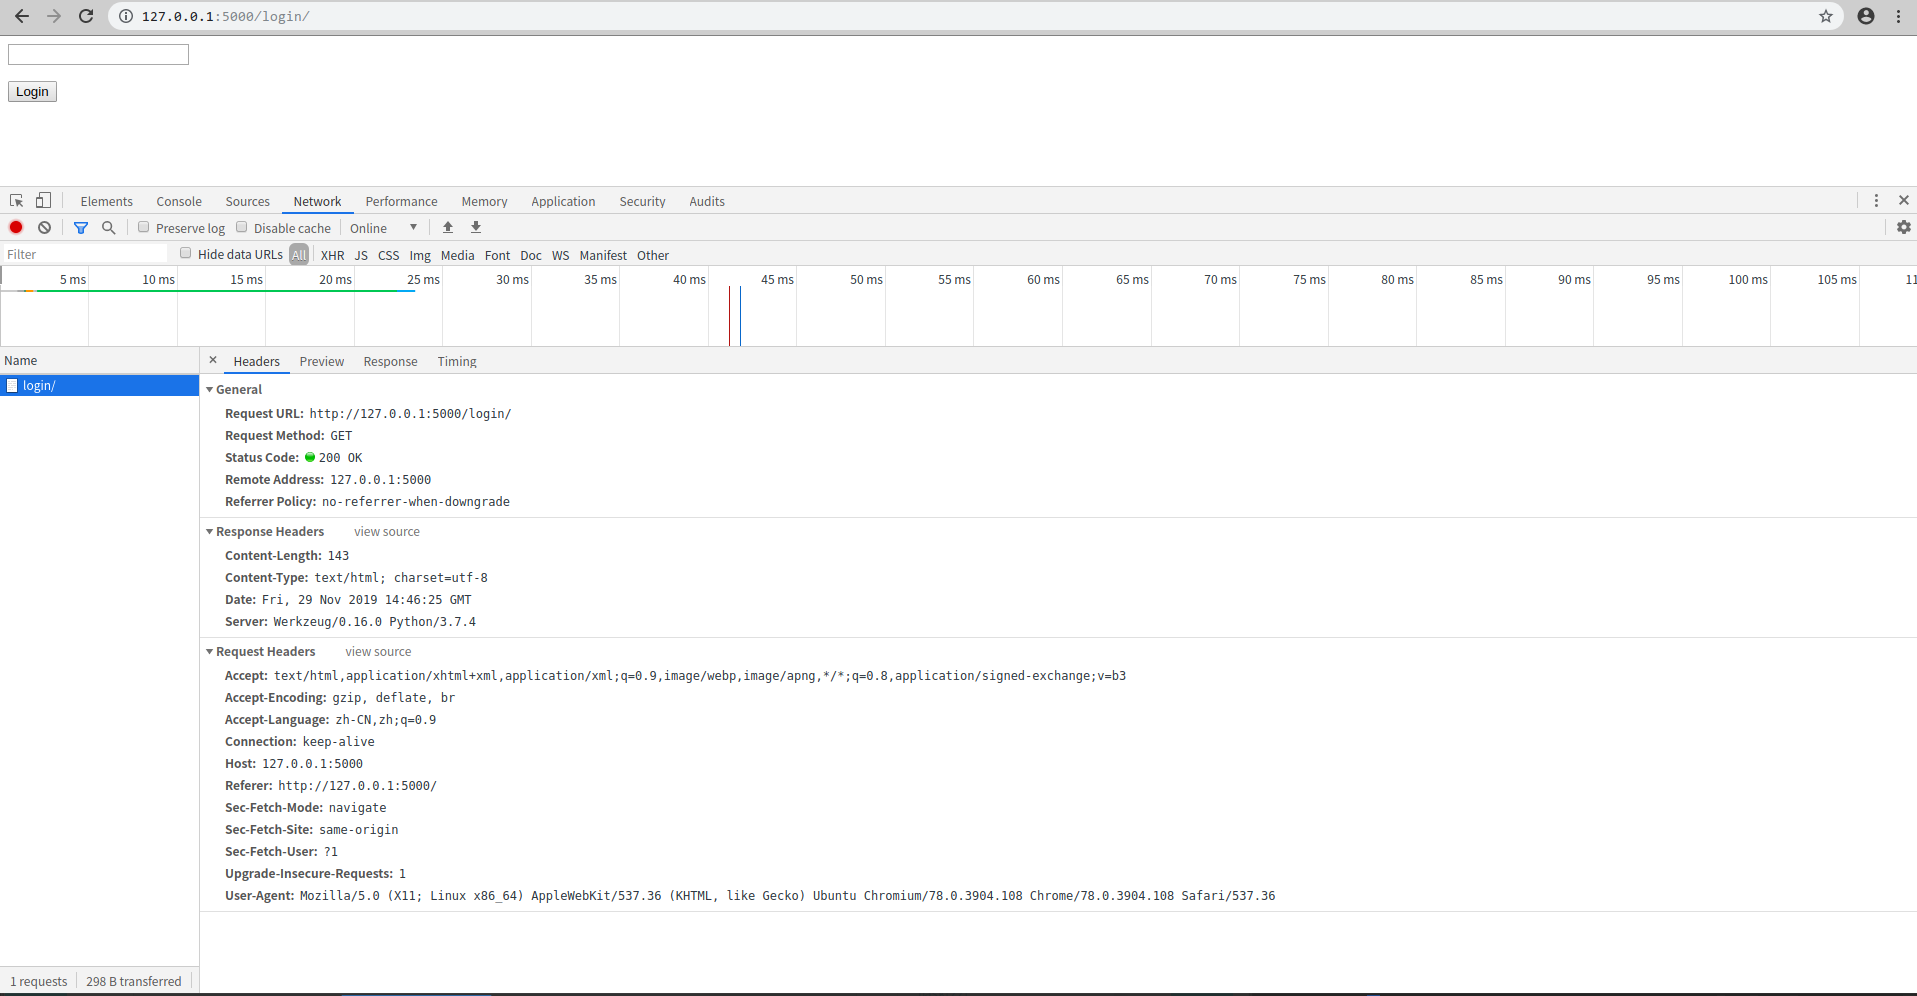 127.0.0.1:5000/login/
Login
Elements Console Sources Network Performance Memory Application Security Audits
Preserve log Disable cache Online
Filter Hide data URLs All XHR JS CSS Img Media Font Doc WS Manifest Other
5 ms 10 ms 15 ms 20 ms 25 ms 30 ms 35 ms 40 ms 45 ms 50 ms 55 ms 60 ms 65 ms 70 ms 75 ms 80 ms 85 ms 90 ms 95 ms 100 ms 105 ms 11
Name × Headers Preview Response Timing
login/
General
Request URL: http://127.0.0.1:5000/login/
Request Method: GET
Status Code: 200 OK
Remote Address: 127.0.0.1:5000
Referrer Policy: no-referrer-when-downgrade
Response Headers view source
Content-Length: 143
Content-Type: text/html; charset=utf-8
Date: Fri, 29 Nov 2019 14:46:25 GMT
Server: Werkzeug/0.16.0 Python/3.7.4
Request Headers view source
Accept: text/html,application/xhtml+xml,application/xml;q=0.9,image/webp,image/apng,*/*;q=0.8,application/signed-exchange;v=b3
Accept-Encoding: gzip, deflate, br
Accept-Language: zh-CN,zh;q=0.9
Connection: keep-alive
Host: 127.0.0.1:5000
Referer: http://127.0.0.1:5000/
Sec-Fetch-Mode: navigate
Sec-Fetch-Site: same-origin
Sec-Fetch-User: ?1
Upgrade-Insecure-Requests: 1
User-Agent: Mozilla/5.0 (X11; Linux x86_64) AppleWebKit/537.36 (KHTML, like Gecko) Ubuntu Chromium/78.0.3904.108 Chrome/78.0.3904.108 Safari/537.36
1 requests 298 B transferred